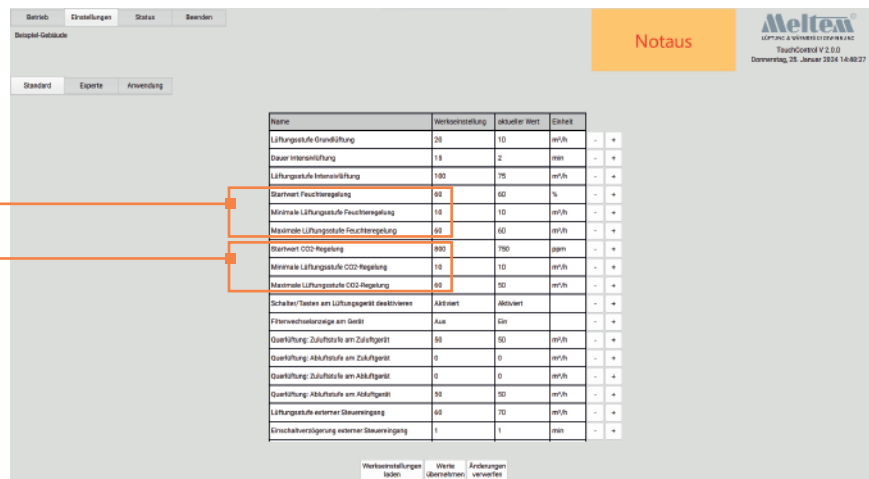 Betrieb Einstellungen Status Beenden
Beispiel-Gebäude
Notaus
Meltem
LÜFTUNG & WÄRMERÜCKGEWINNUNG
TouchControl V 2.0.0
Donnerstag, 25. Januar 2024 14:48:27
Standard Experte Anwendung
Name Werkseinstellung aktueller Wert Einheit
Lüftungsstufe Grundlüftung 20 10 m³/h - +
Dauer Intensivlüftung 15 2 min - +
Lüftungsstufe Intensivlüftung 100 75 m³/h - +
Startwert Feuchteregelung 60 60 % - +
Minimale Lüftungsstufe Feuchteregelung 10 10 m³/h - +
Maximale Lüftungsstufe Feuchteregelung 60 60 m³/h - +
Startwert CO2-Regelung 800 750 ppm - +
Minimale Lüftungsstufe CO2-Regelung 10 10 m³/h - +
Maximale Lüftungsstufe CO2-Regelung 60 50 m³/h - +
Schalter/Tasten am Lüftungsgerät deaktivieren Aktiviert Aktiviert - +
Filterwechselanzeige am Gerät Aus Ein - +
Querlüftung: Zuluftstufe am Zuluftgerät 50 50 m³/h - +
Querlüftung: Abluftstufe am Zuluftgerät 0 0 m³/h - +
Querlüftung: Zuluftstufe am Abluftgerät 0 0 m³/h - +
Querlüftung: Abluftstufe am Abluftgerät 50 50 m³/h - +
Lüftungsstufe externer Steuereingang 60 70 m³/h - +
Einschaltverzögerung externer Steuereingang 1 1 min - +
Werkseinstellungen laden Werte übernehmen Änderungen verwerfen